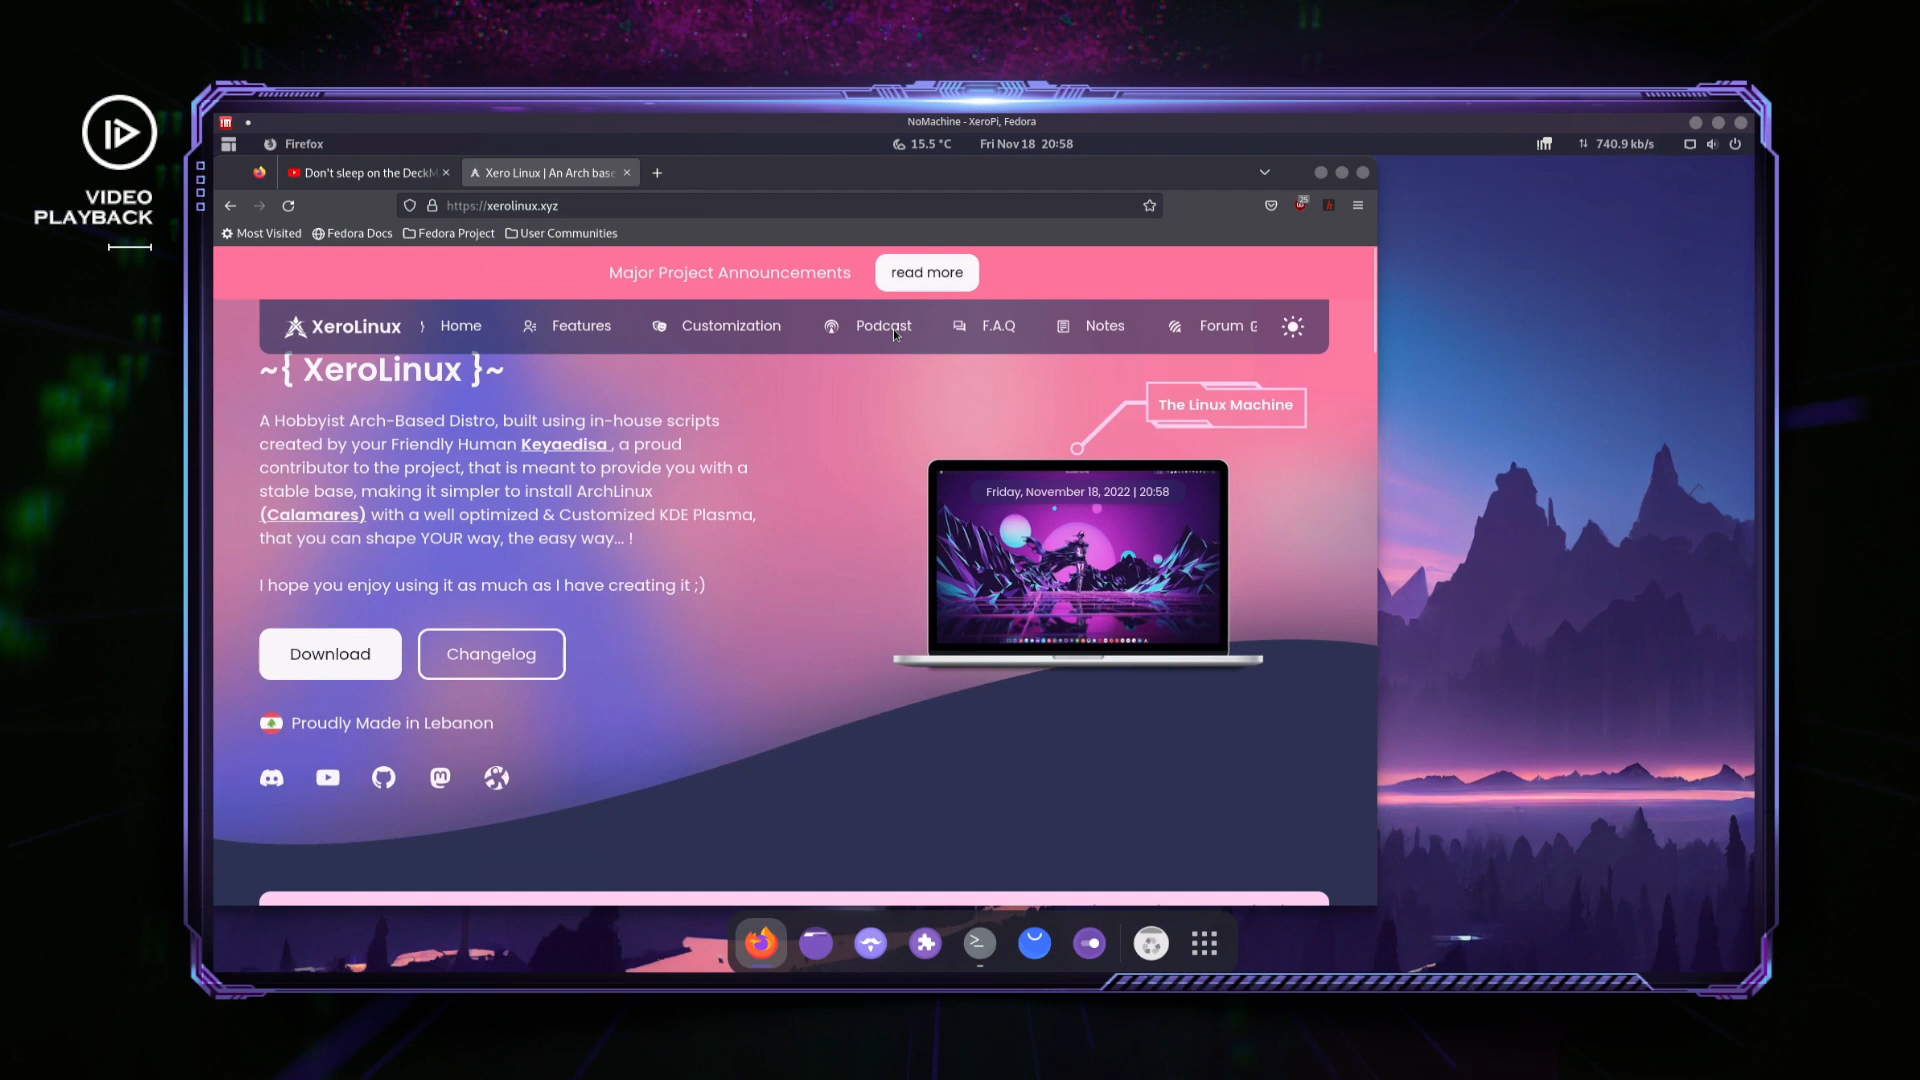 VIDEO
PLAYBACK
NoMachine - XeroPi, Fedora
Firefox
15.5 °C
Fri Nov 18 20:58
740.9 kb/s
Don't sleep on the DeckM
Xero Linux | An Arch base
https://xerolinux.xyz
25
Most Visited
Fedora Docs
Fedora Project
User Communities
Major Project Announcements
read more
XeroLinux
Home
Features
Customization
Podcast
F.A.Q
Notes
Forum
~{ XeroLinux }~
A Hobbyist Arch-Based Distro, built using in-house scripts
created by your Friendly Human Keyaedisa , a proud
contributor to the project, that is meant to provide you with a
stable base, making it simpler to install ArchLinux
(Calamares) with a well optimized & Customized KDE Plasma,
that you can shape YOUR way, the easy way... !
I hope you enjoy using it as much as I have creating it ;)
The Linux Machine
Friday, November 18, 2022 | 20:58
Download
Changelog
Proudly Made in Lebanon